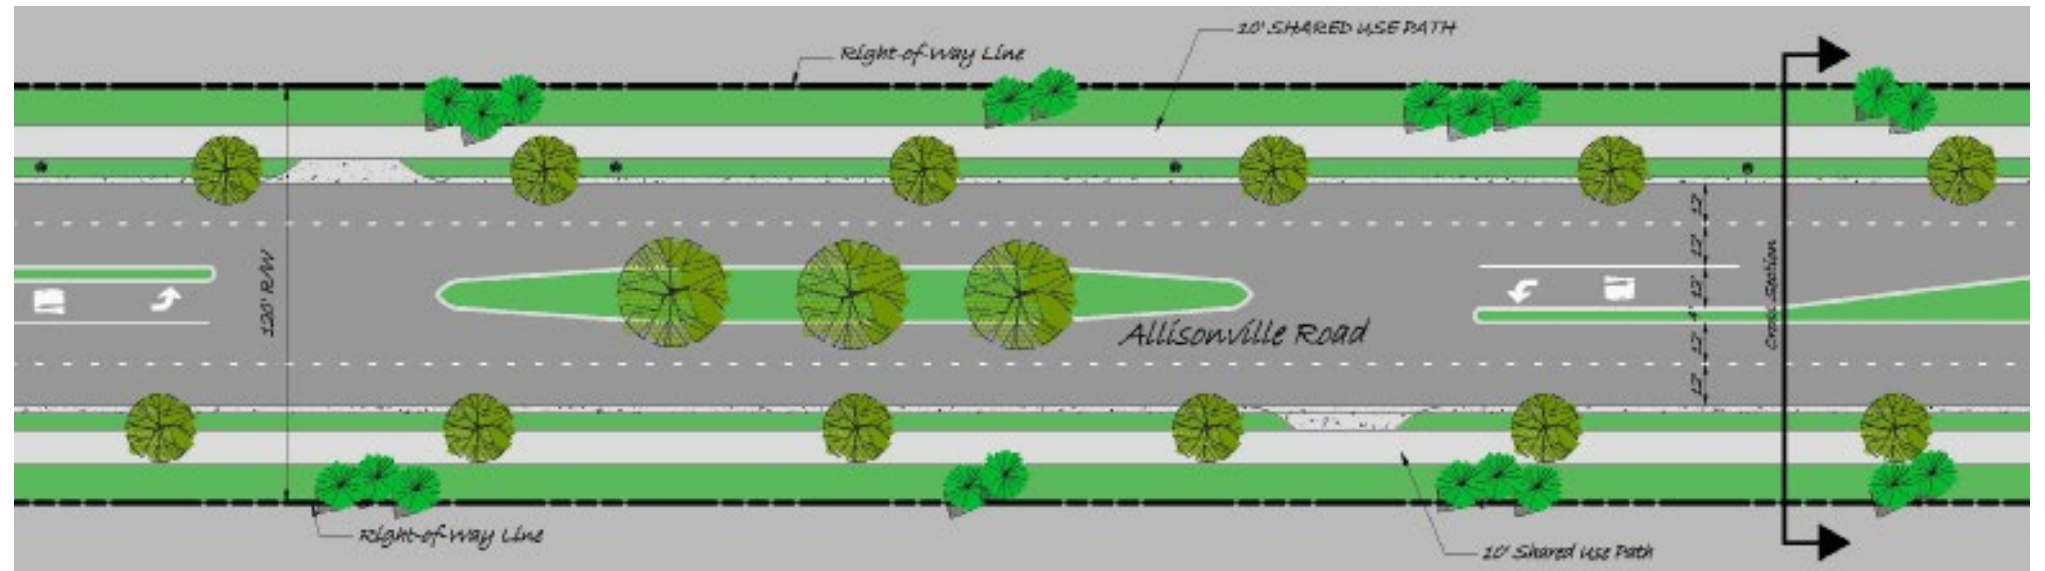 10' SHARED USE PATH
Right-of-Way Line
120' R/W
12'
12'
12'
4'
12'
12'
Cross Section
Allisonville Road
Right-of-Way Line
10' Shared Use Path